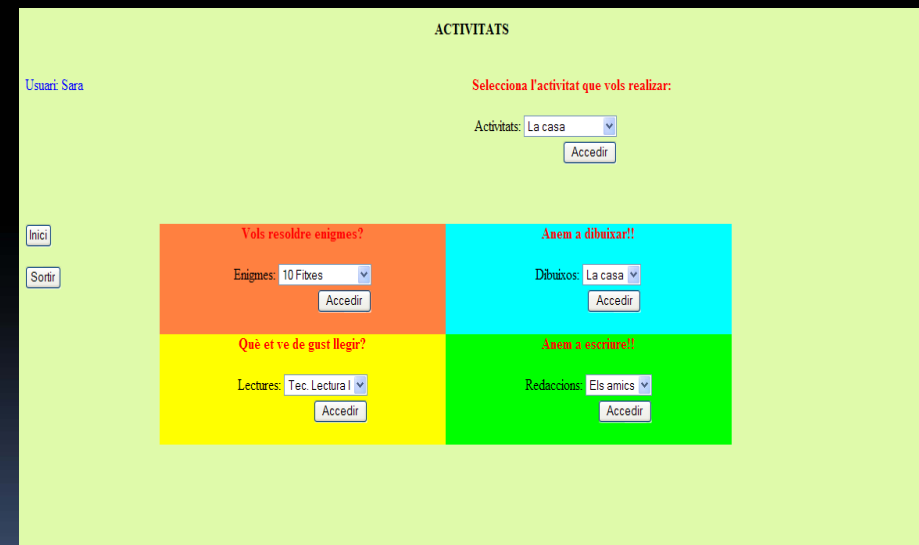 ACTIVITATS
Usuari: Sara
Selecciona l'activitat que vols realizar:
Activitats: La casa
Accedir
Inici
Sortir
Vols resoldre enigmes?
Enigmes: 10 Fitxes
Accedir
Anem a dibuixar!!
Dibuixos: La casa
Accedir
Què et ve de gust llegir?
Lectures: Tec. Lectura I
Accedir
Anem a escriure!!
Redaccions: Els amics
Accedir